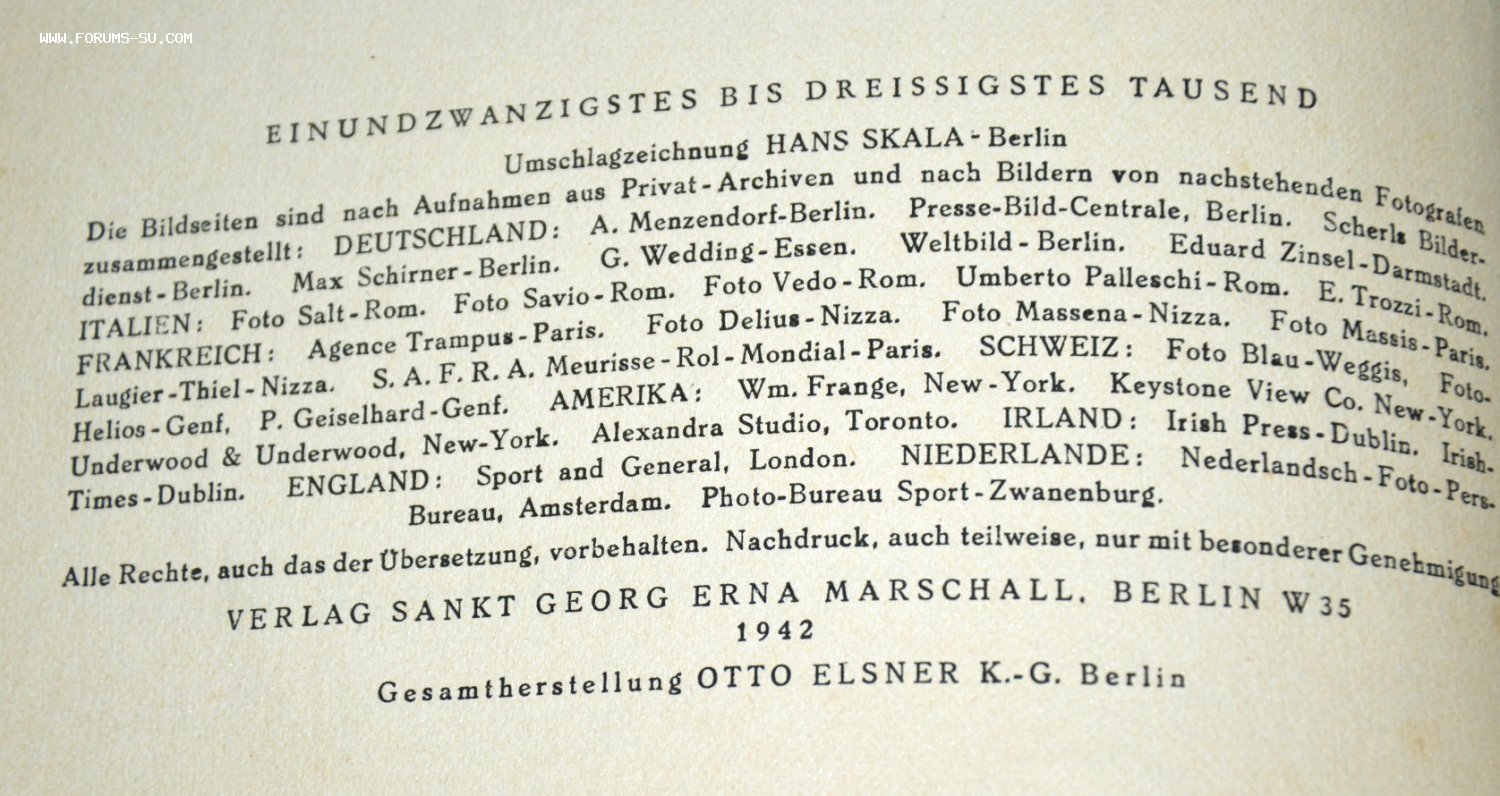 WWW.FORUMS-SU.COM
EINUNDZWANZIGSTES BIS DREISSIGSTES TAUSEND
Umschlagzeichnung HANS SKALA-Berlin
Die Bildseiten sind nach Aufnahmen aus Privat-Archiven und nach Bildern von nachstehenden Fotografen
zusammengestellt: DEUTSCHLAND: A. Menzendorf-Berlin. Presse-Bild-Centrale, Berlin. Scherls Bilder-
dienst-Berlin. Max Schirner-Berlin. G. Wedding-Essen. Weltbild-Berlin. Eduard Zinsel-Darmstadt.
ITALIEN: Foto Salt-Rom. Foto Savio-Rom. Foto Vedo-Rom. Umberto Palleschi-Rom. E. Trozzi-Rom.
FRANKREICH: Agence Trampus-Paris. Foto Delius-Nizza. Foto Massena-Nizza. Foto Massis-Paris.
Laugier-Thiel-Nizza. S. A. F. R. A. Meurisse-Rol-Mondial-Paris. SCHWEIZ: Foto Blau-Weggis, Foto-
Helios-Genf, P. Geiselhard-Genf. AMERIKA: Wm. Frange, New-York. Keystone View Co. New-York.
Underwood & Underwood, New-York. Alexandra Studio, Toronto. IRLAND: Irish Press-Dublin. Irish-
Times-Dublin. ENGLAND: Sport and General, London. NIEDERLANDE: Nederlandsch-Foto-Pers-
Bureau, Amsterdam. Photo-Bureau Sport-Zwanenburg.
Alle Rechte, auch das der Übersetzung, vorbehalten. Nachdruck, auch teilweise, nur mit besonderer Genehmigung
VERLAG SANKT GEORG ERNA MARSCHALL. BERLIN W 35
1942
Gesamtherstellung OTTO ELSNER K.-G. Berlin